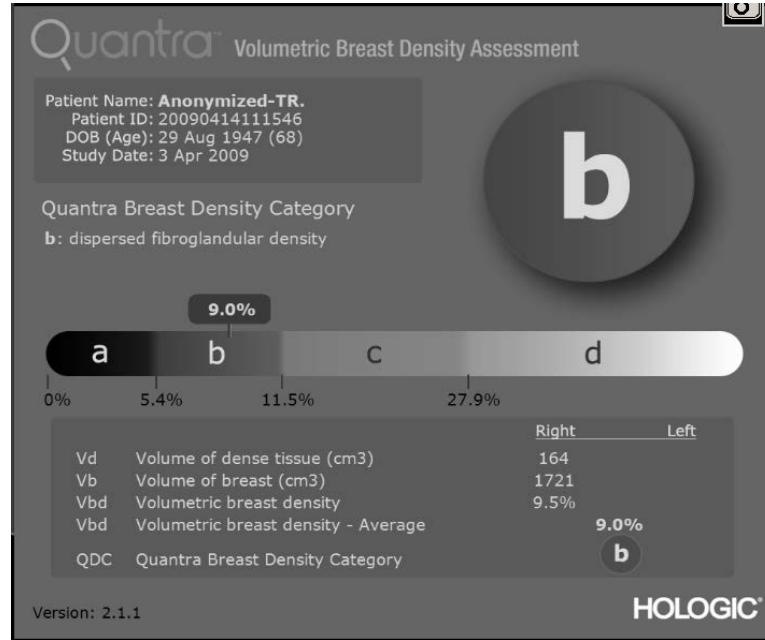 Quantra™ Volumetric Breast Density Assessment
Patient Name: Anonymized-TR.
Patient ID: 20090414111546
DOB (Age): 29 Aug 1947 (68)
Study Date: 3 Apr 2009
b
Quantra Breast Density Category
b: dispersed fibroglandular density
9.0%
a b c d
0% 5.4% 11.5% 27.9%
Right Left
Vd Volume of dense tissue (cm3) 164
Vb Volume of breast (cm3) 1721
Vbd Volumetric breast density 9.5%
Vbd Volumetric breast density - Average 9.0%
QDC Quantra Breast Density Category b
Version: 2.1.1
HOLOGIC®